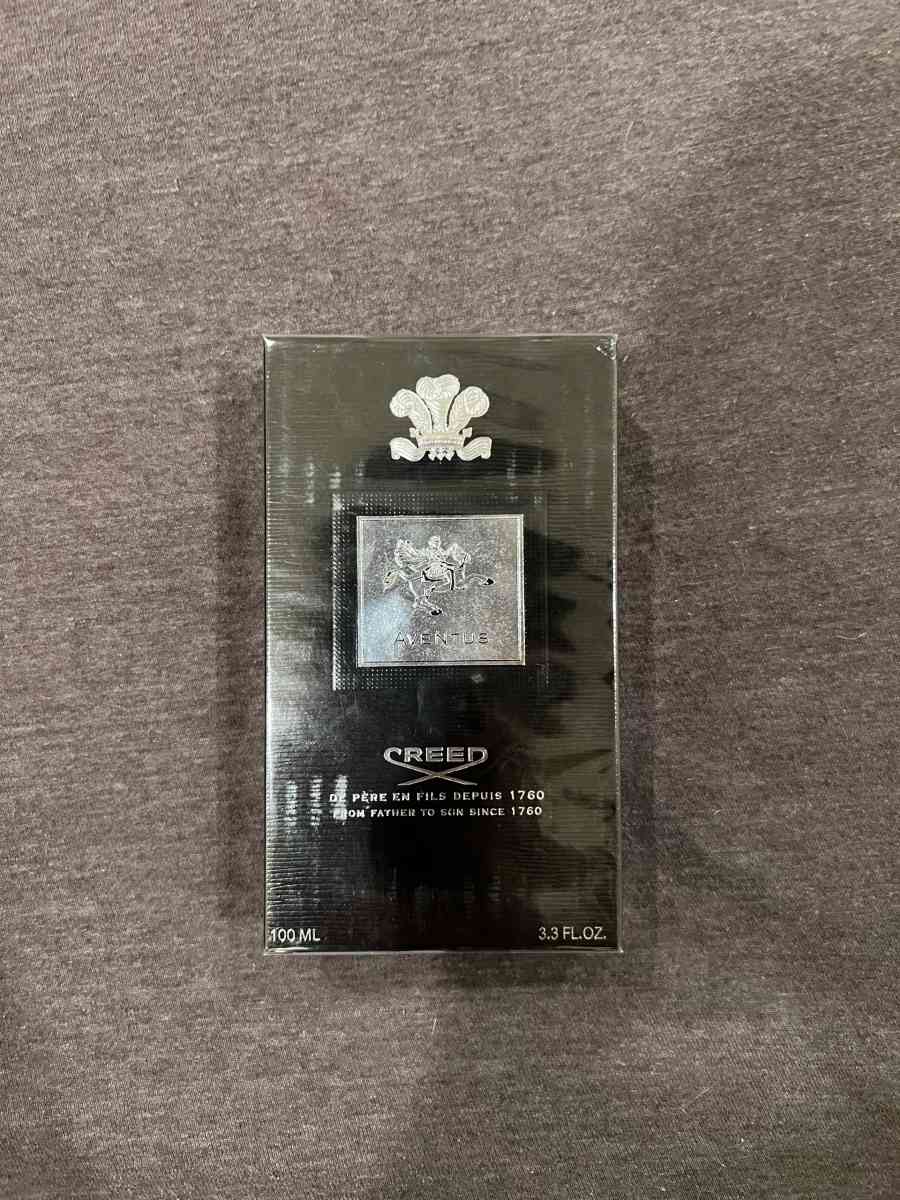 AVENTUS
CREED
DE PÈRE EN FILS DEPUIS 1760
FROM FATHER TO SON SINCE 1760
100 ML
3.3 FL.OZ.